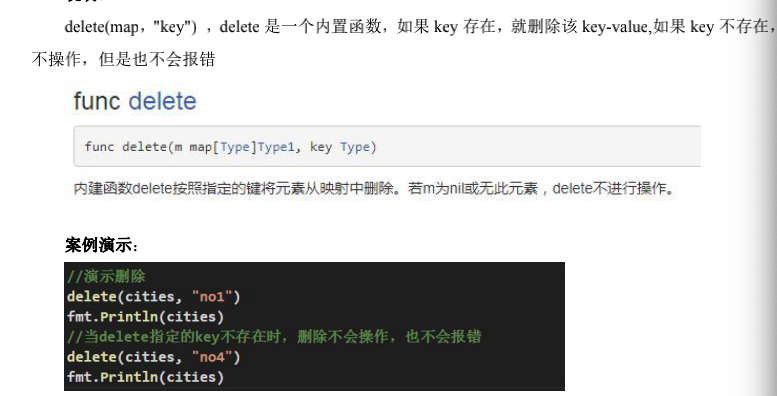 delete(map，"key") ，delete 是一个内置函数，如果 key 存在，就删除该 key-value,如果 key 不存在，
不操作，但是也不会报错
func delete
func delete(m map[Type]Type1, key Type)
内建函数delete按照指定的键将元素从映射中删除。若m为nil或无此元素，delete不进行操作。
案例演示:
//演示删除
delete(cities, "no1")
fmt.Println(cities)
//当delete指定的key不存在时，删除不会操作，也不会报错
delete(cities, "no4")
fmt.Println(cities)